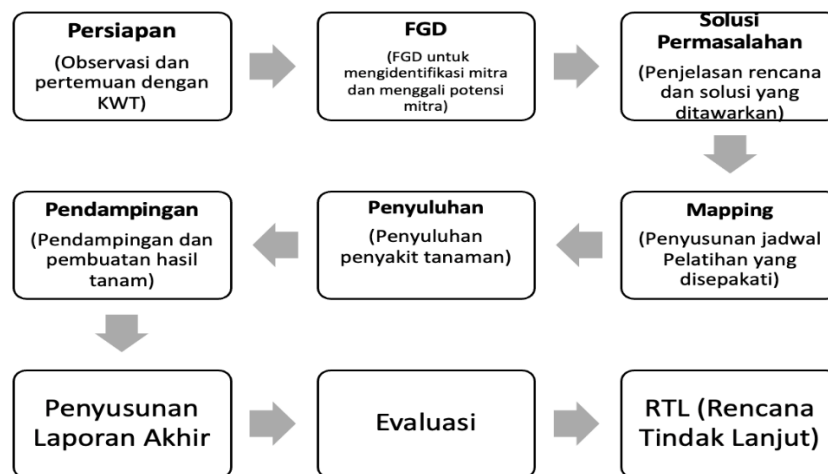 Persiapan
(Observasi dan
pertemuan dengan
KWT)
FGD
(FGD untuk
mengidentifikasi mitra
dan menggali potensi
mitra)
Solusi
Permasalahan
(Penjelasan rencana
dan solusi yang
ditawarkan)
Mapping
(Penyusunan jadwal
Pelatihan yang
disepakati)
Penyuluhan
(Penyuluhan
penyakit tanaman)
Pendampingan
(Pendampingan dan
pembuatan hasil
tanam)
Penyusunan
Laporan Akhir
Evaluasi
RTL (Rencana
Tindak Lanjut)